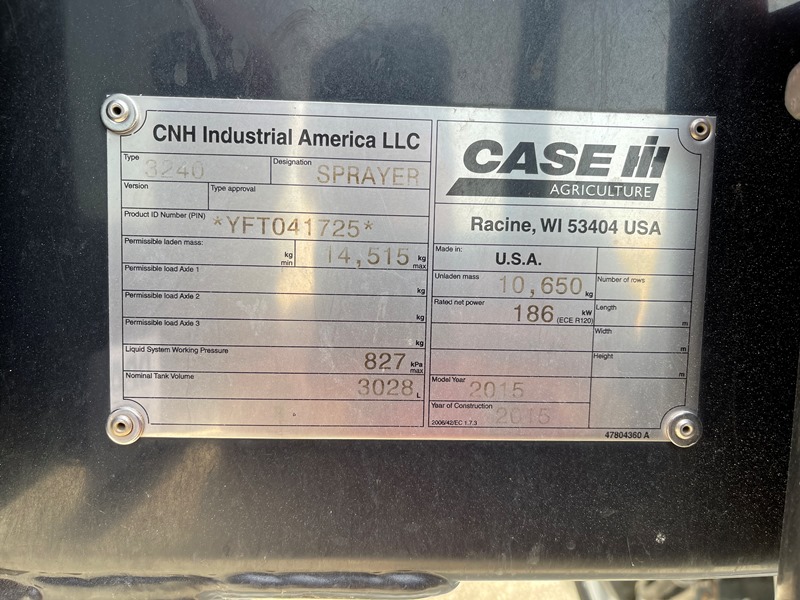 CNH Industrial America LLC
Type
3240
Designation
SPRAYER
Version
Type approval
Product ID Number (PIN)
*YFT041725*
Permissible laden mass:
kg
min
14,515 kg
max
Permissible load Axle 1
kg
Permissible load Axle 2
kg
Permissible load Axle 3
kg
Liquid System Working Pressure
827 kPa
max
Nominal Tank Volume
3028 L
CASE IH
AGRICULTURE
Racine, WI 53404 USA
Made in:
U.S.A.
Unladen mass
10,650 kg
Number of rows
Rated net power
186 kW
(ECE R120)
Length
m
Width
m
Height
m
Model Year
2015
Year of Construction
2015
2006/42/EC 1.7.3
47804360 A